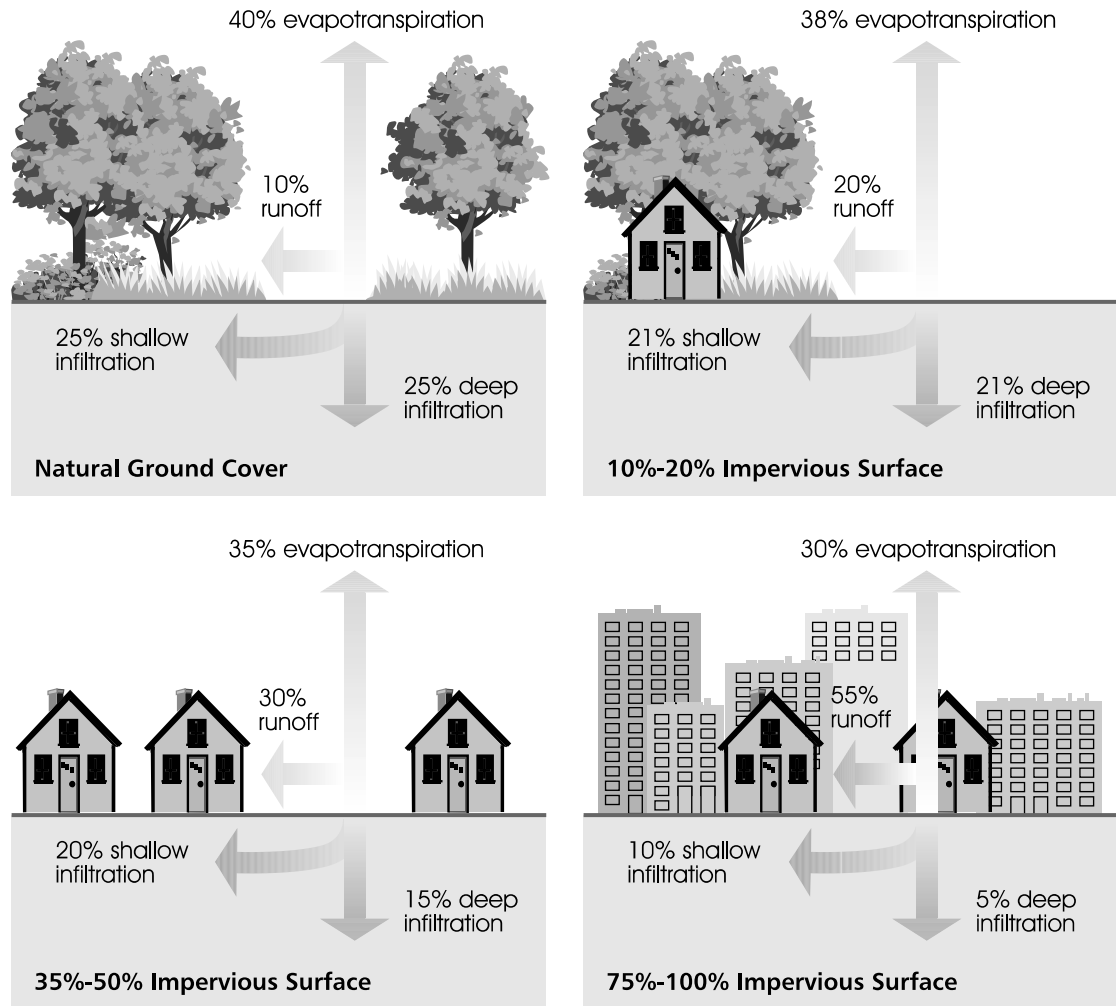 40% evapotranspiration
10%
runoff
25% shallow
infiltration
25% deep
infiltration
Natural Ground Cover
38% evapotranspiration
20%
runoff
21% shallow
infiltration
21% deep
infiltration
10%-20% Impervious Surface
35% evapotranspiration
30%
runoff
20% shallow
infiltration
15% deep
infiltration
35%-50% Impervious Surface
30% evapotranspiration
55%
runoff
10% shallow
infiltration
5% deep
infiltration
75%-100% Impervious Surface